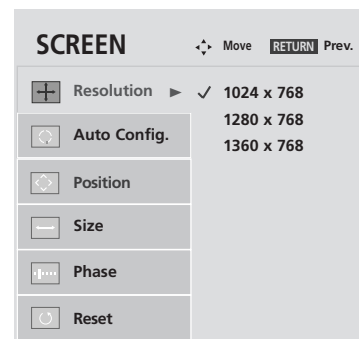 SCREEN Move RETURN Prev.
Resolution ► ✓ 1024 x 768
1280 x 768
Auto Config.
1360 x 768
Position
Size
Phase
Reset